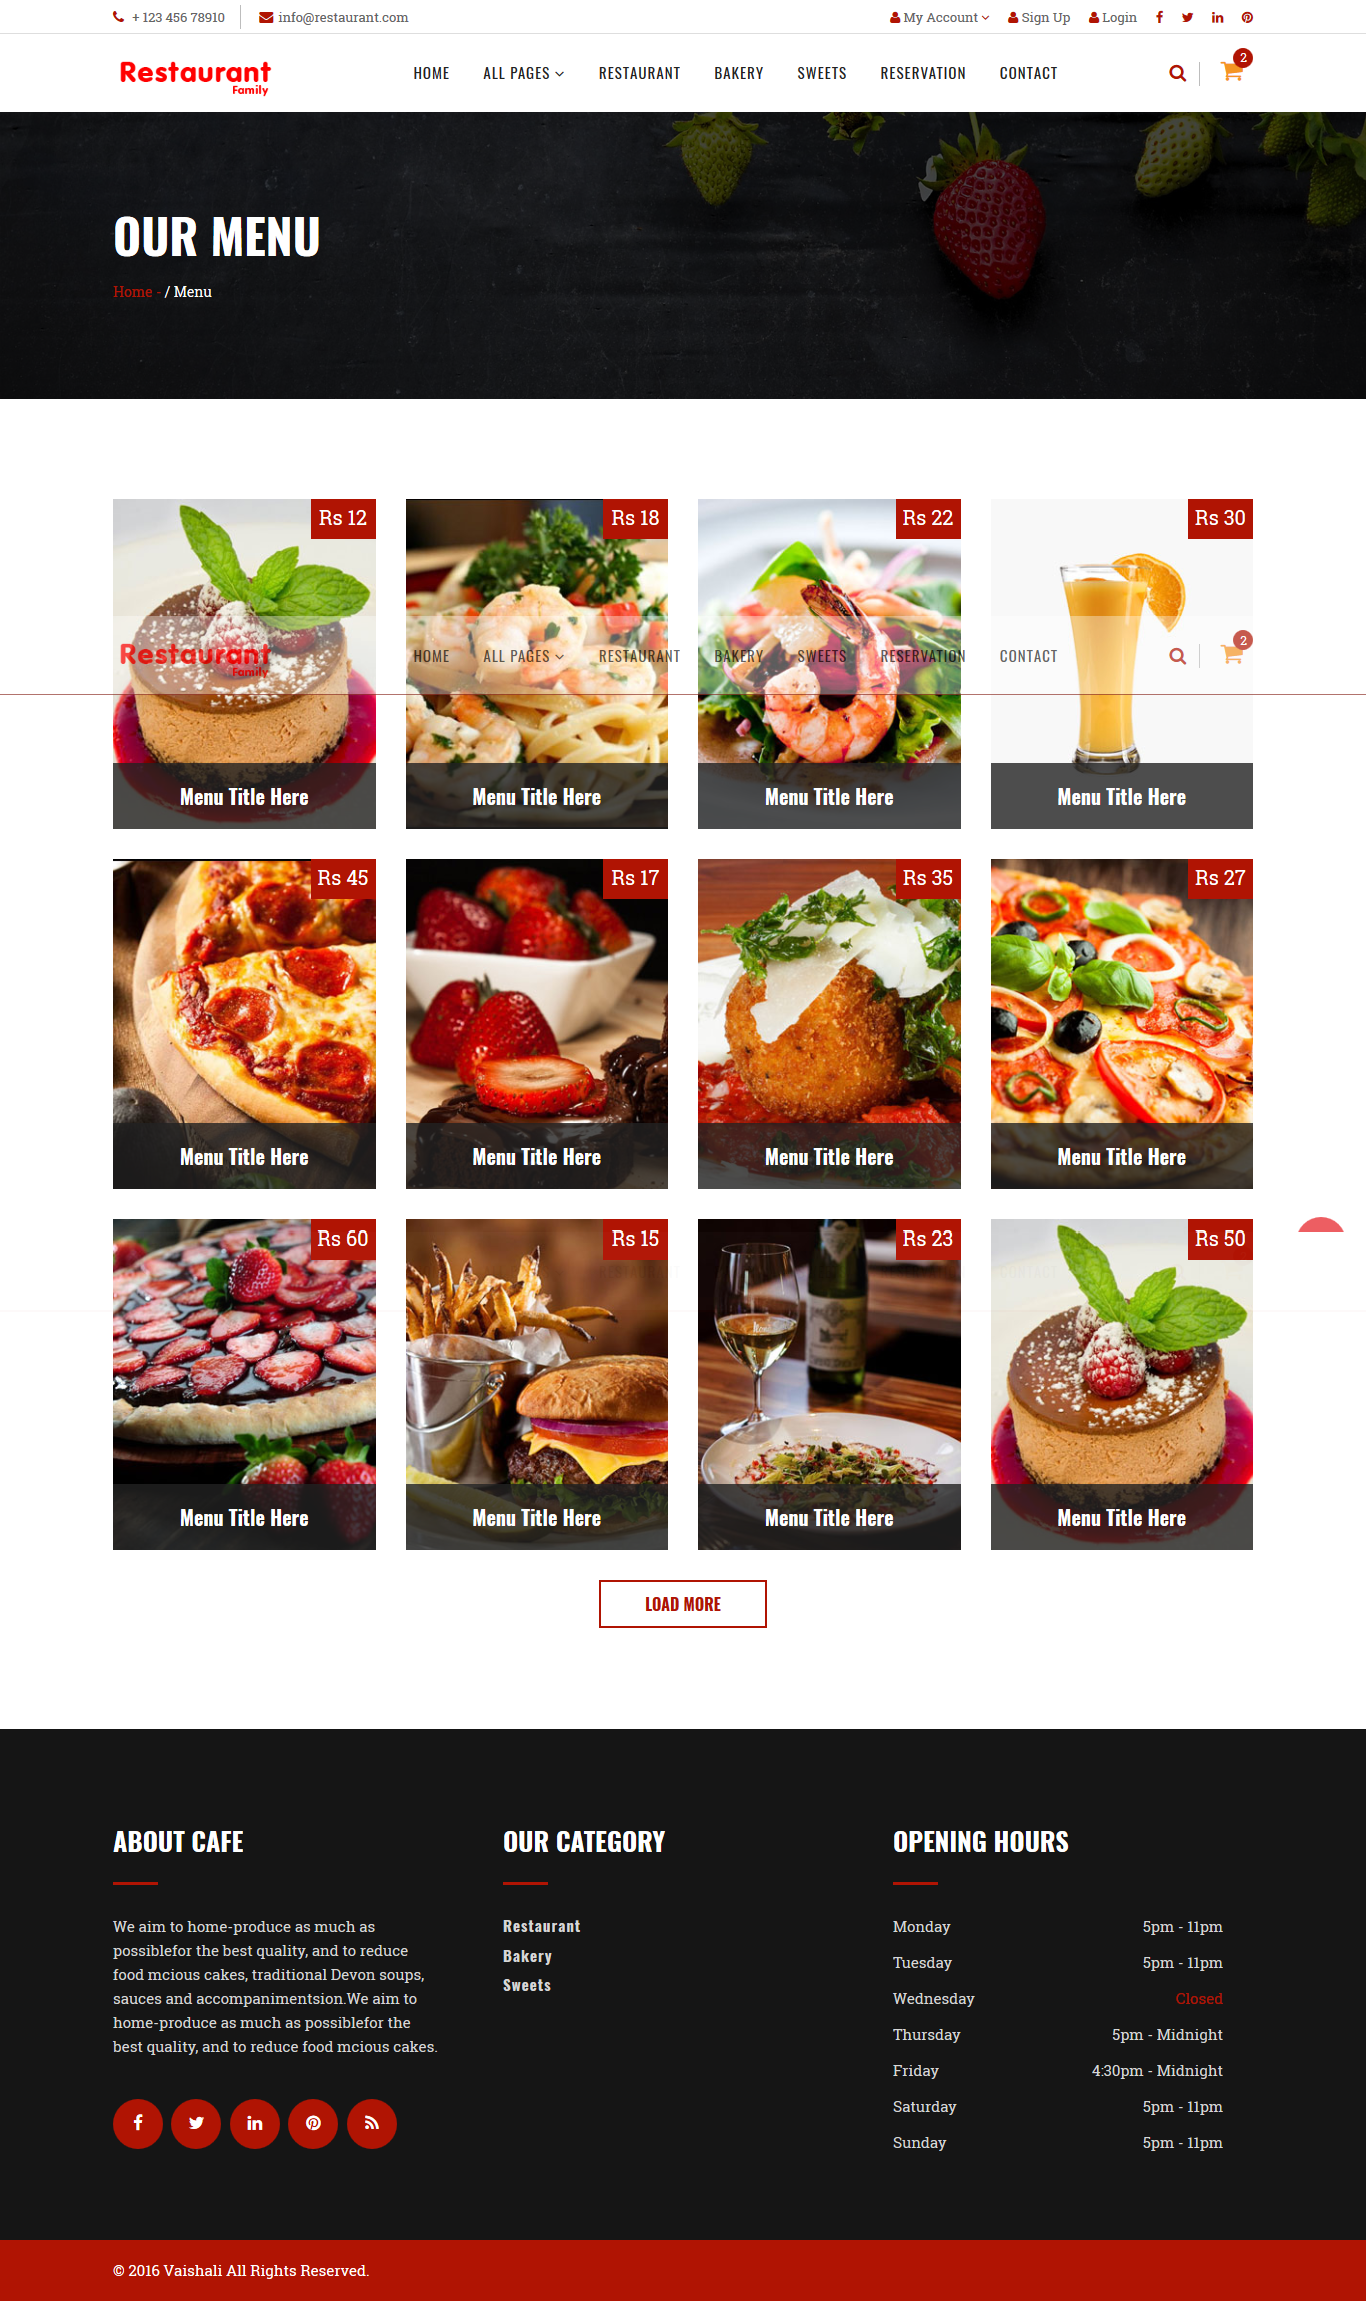 + 123 456 78910 info@restaurant.com My Account Sign Up Login
Restaurant
Family
HOME ALL PAGES RESTAURANT BAKERY SWEETS RESERVATION CONTACT 2
OUR MENU
Home - / Menu
Rs 12 Rs 18 Rs 22 Rs 30
Restaurant
Family
HOME ALL PAGES RESTAURANT BAKERY SWEETS RESERVATION CONTACT 2
Menu Title Here Menu Title Here Menu Title Here Menu Title Here
Rs 45 Rs 17 Rs 35 Rs 27
Menu Title Here Menu Title Here Menu Title Here Menu Title Here
Rs 60 Rs 15 Rs 23 Rs 50
Menu Title Here Menu Title Here Menu Title Here Menu Title Here
LOAD MORE
ABOUT CAFE
We aim to home-produce as much as
possiblefor the best quality, and to reduce
food mcious cakes, traditional Devon soups,
sauces and accompanimentsion.We aim to
home-produce as much as possiblefor the
best quality, and to reduce food mcious cakes.
OUR CATEGORY
Restaurant
Bakery
Sweets
OPENING HOURS
Monday 5pm - 11pm
Tuesday 5pm - 11pm
Wednesday Closed
Thursday 5pm - Midnight
Friday 4:30pm - Midnight
Saturday 5pm - 11pm
Sunday 5pm - 11pm
© 2016 Vaishali All Rights Reserved.